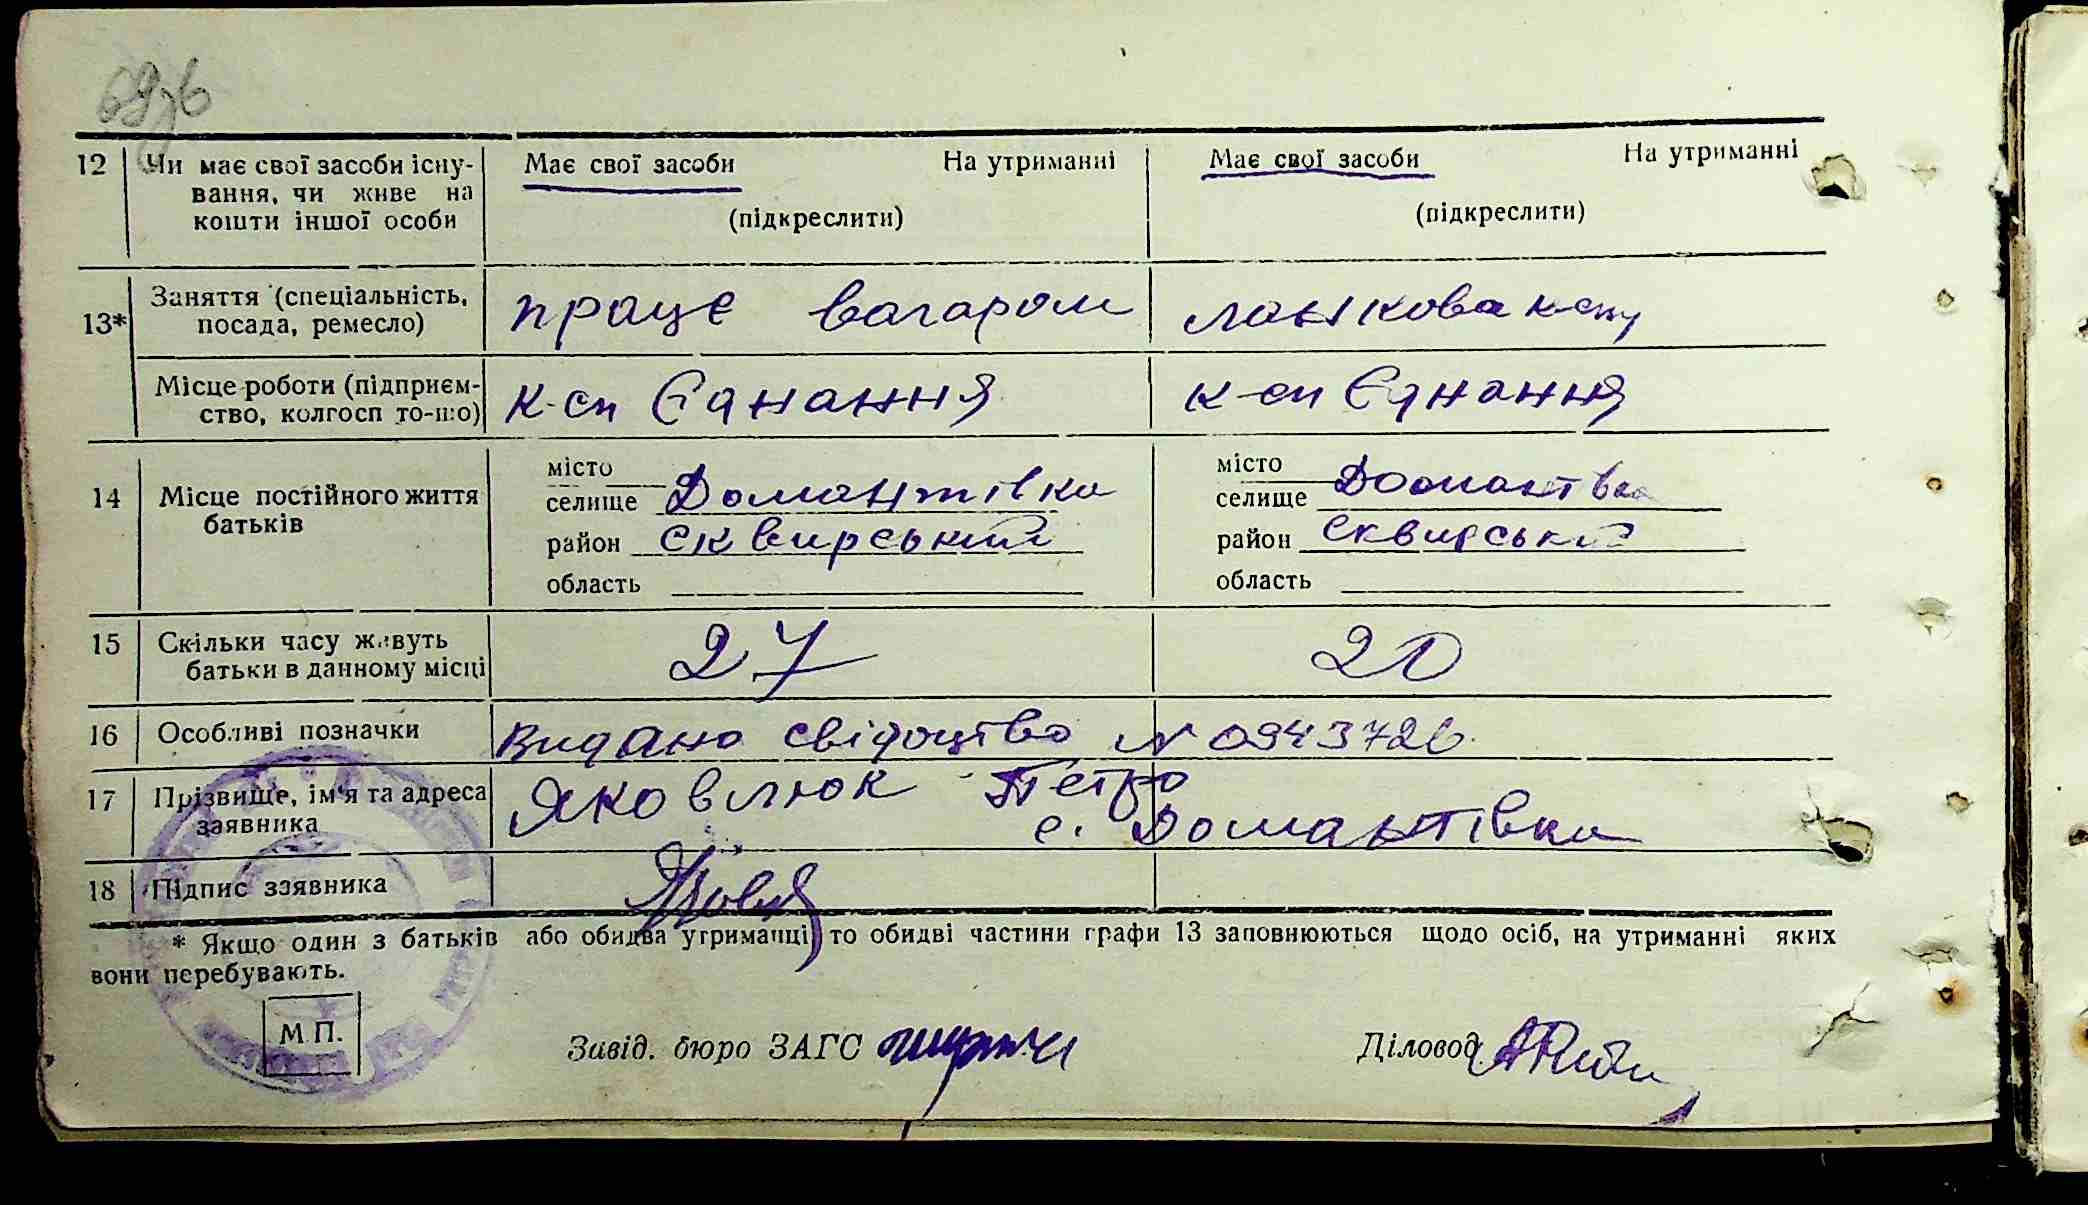 69зв
12 Чи має свої засоби існу- Має свої засоби На утриманні Має свої засоби На утриманні
вання, чи живе на
кошти іншої особи (підкреслити) (підкреслити)
13* Заняття (спеціальність, посада, ремесло) працює вагаром ланкова к-спу
Місце роботи (підприєм-
ство, колгосп то-що) к-сп Єднання к-сп Єднання
14 Місце постійного життя батьків
місто місто
селище Домантівка селище Домантівка
район Сквирський район Сквирський
область область
15 Скільки часу живуть
батьки в данному місці 27 20
16 Особливі позначки Видано свідоцтво N 0943726
17 Прізвище, ім'я та адреса Яковлюк Петро
заявника с. Домантівка
18 Підпис заявника
* Якщо один з батьків або обидва утриманці, то обидві частини графи 13 заповнюються щодо осіб, на утриманні яких
вони перебувають.
М П.
Завід. бюро ЗАГС Діловод